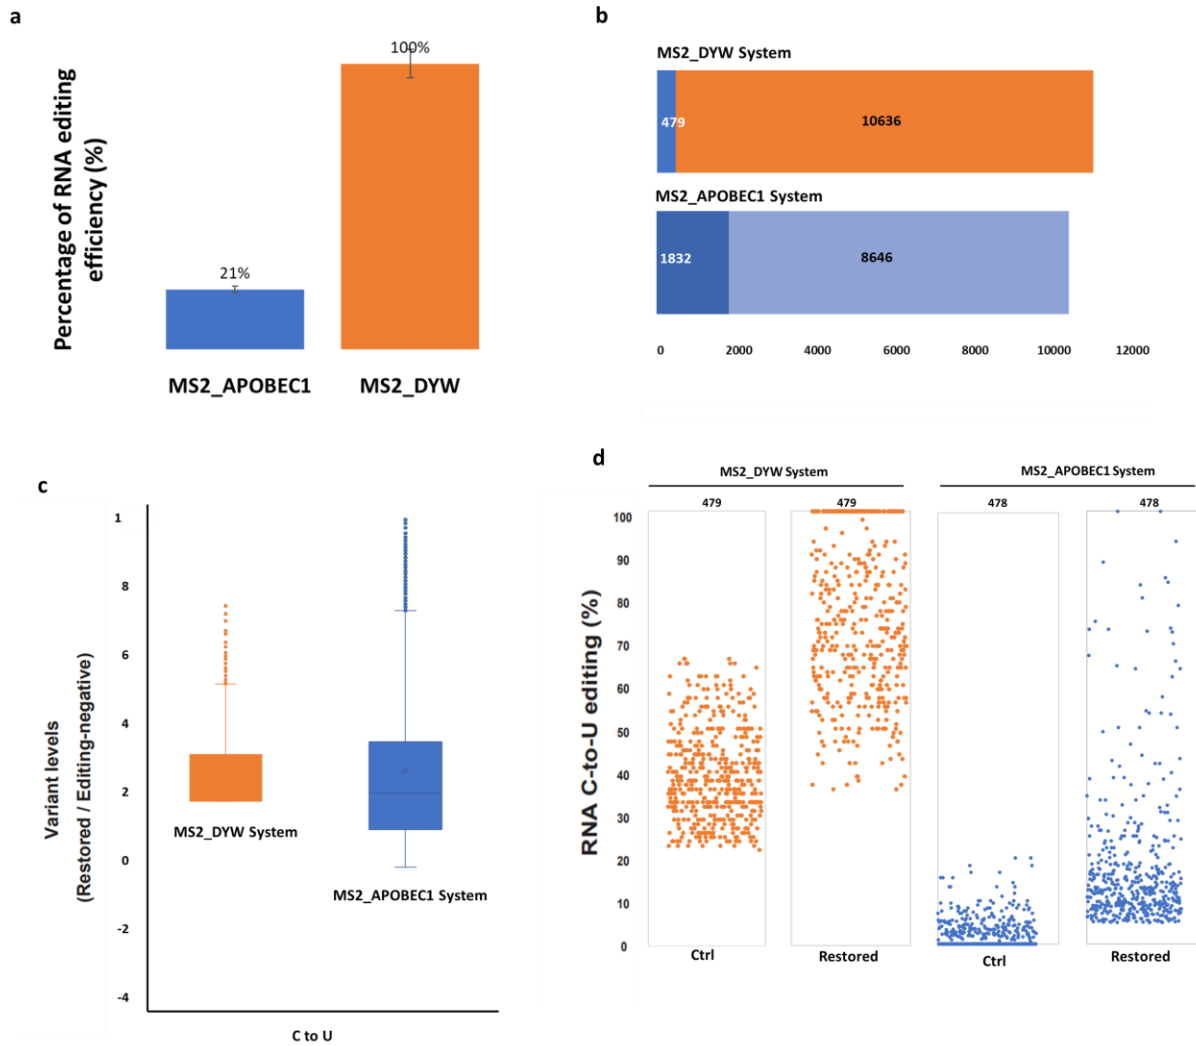 a
Percentage of RNA editing
efficiency (%)
21%
100%
MS2_APOBEC1
MS2_DYW
b
MS2_DYW System
479
10636
MS2_APOBEC1 System
1832
8646
0
2000
4000
6000
8000
10000
12000
c
Variant levels
(Restored / Editing-negative)
1
8
6
4
2
0
-2
-4
MS2_DYW System
MS2_APOBEC1 System
C to U
d
MS2_DYW System
MS2_APOBEC1 System
479
479
478
478
RNA C-to-U editing (%)
100
90
80
70
60
50
40
30
20
10
0
Ctrl
Restored
Ctrl
Restored